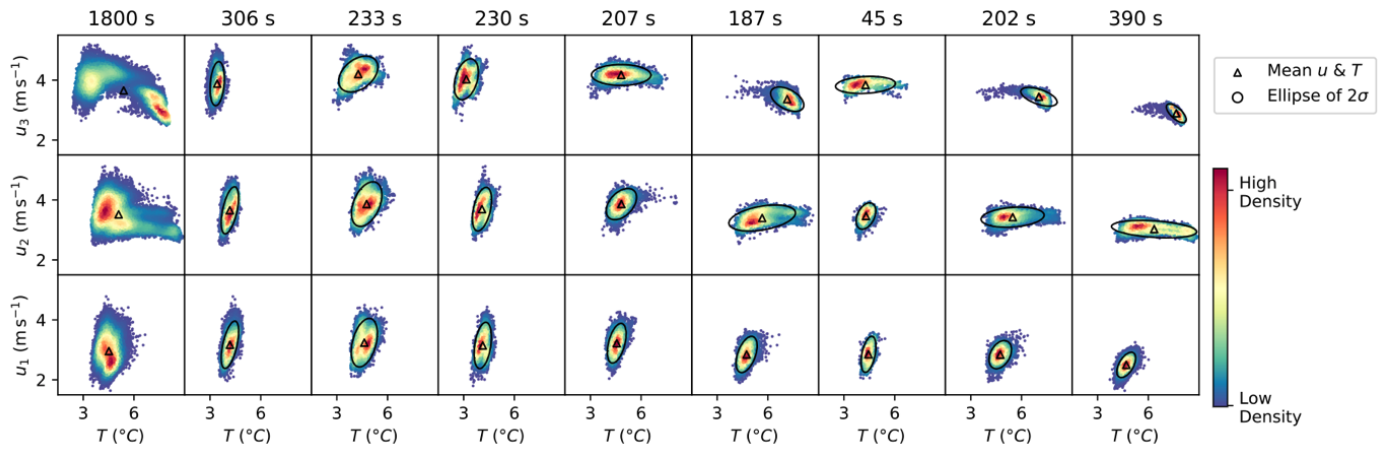 1800 s 306 s 233 s 230 s 207 s 187 s 45 s 202 s 390 s
u₃ (m s⁻¹)
4
2
Mean u & T
Ellipse of 2σ
u₂ (m s⁻¹)
4
2
High
Density
u₁ (m s⁻¹)
4
2
Low
Density
3 6 3 6 3 6 3 6 3 6 3 6 3 6 3 6 3 6
T (°C) T (°C) T (°C) T (°C) T (°C) T (°C) T (°C) T (°C) T (°C)